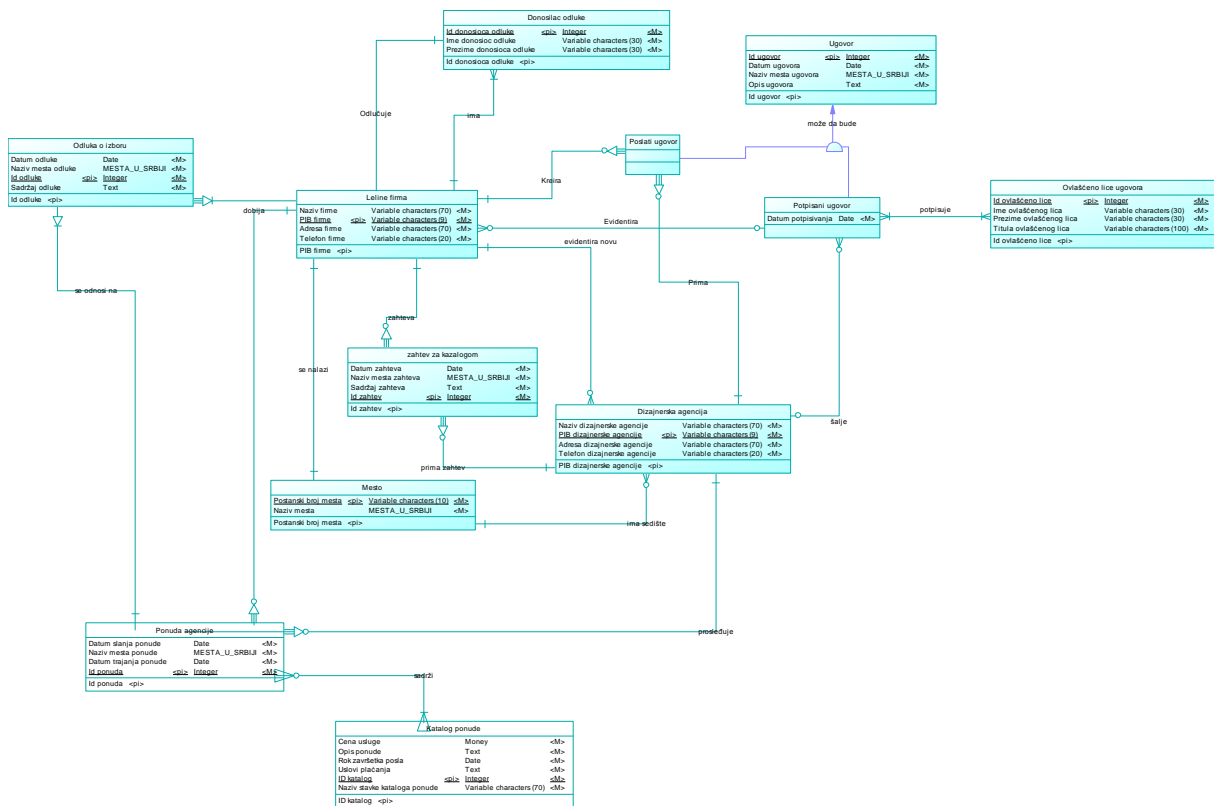 Donosilac odluke
Id donosioca odluke <pi> Integer <M>
Ime donosioc odluke Variable characters (30) <M>
Prezime donosioca odluke Variable characters (30) <M>
Id donosioca odluke <pi>
Ugovor
Id ugovor <pi> Integer <M>
Datum ugovora Date <M>
Naziv mesta ugovora MESTA_U_SRBIJI <M>
Opis ugovora Text <M>
Id ugovor <pi>
Odlučuje
ima
može da bude
Odluka o izboru
Datum odluke Date <M>
Naziv mesta odluke MESTA_U_SRBIJI <M>
Id odluke <pi> Integer <M>
Sadržaj odluke Text <M>
Id odluke <pi>
Poslati ugovor
Kreira
Leline firma
Naziv firme Variable characters (70) <M>
PIB firme <pi> Variable characters (9) <M>
Adresa firme Variable characters (70) <M>
Telefon firme Variable characters (20) <M>
PIB firme <pi>
dobija
Evidentira
evidentira novu
Potpisani ugovor
Datum potpisivanja Date <M>
potpisuje
Ovlašćeno lice ugovora
Id ovlašćeno lice <pi> Integer <M>
Ime ovlašćenog lica Variable characters (30) <M>
Prezime ovlašćenog lica Variable characters (30) <M>
Titula ovlašćenog lica Variable characters (100) <M>
Id ovlašćeno lice <pi>
se odnosi na
Prima
zahteva
se nalazi
zahtev za kazalogom
Datum zahteva Date <M>
Naziv mesta zahteva MESTA_U_SRBIJI <M>
Sadržaj zahteva Text <M>
Id zahtev <pi> Integer <M>
Id zahtev <pi>
Dizajnerska agencija
Naziv dizajnerske agencije Variable characters (70) <M>
PIB dizajnerske agencije <pi> Variable characters (9) <M>
Adresa dizajnerske agencije Variable characters (70) <M>
Telefon dizajnerske agencije Variable characters (20) <M>
PIB dizajnerske agencije <pi>
šalje
prima zahtev
Mesto
Postanski broj mesta <pi> Variable characters (10) <M>
Naziv mesta MESTA_U_SRBIJI <M>
Postanski broj mesta <pi>
ima sedište
Ponuda agencije
Datum slanja ponude Date <M>
Naziv mesta ponude MESTA_U_SRBIJI <M>
Datum trajanja ponude Date <M>
Id ponuda <pi> Integer <M>
Id ponuda <pi>
prosleđuje
sadrži
Katalog ponude
Cena usluge Money <M>
Opis ponude Text <M>
Rok završetka posla Date <M>
Uslovi plaćanja Text <M>
ID katalog <pi> Integer <M>
Naziv stavke kataloga ponude Variable characters (70) <M>
ID katalog <pi>